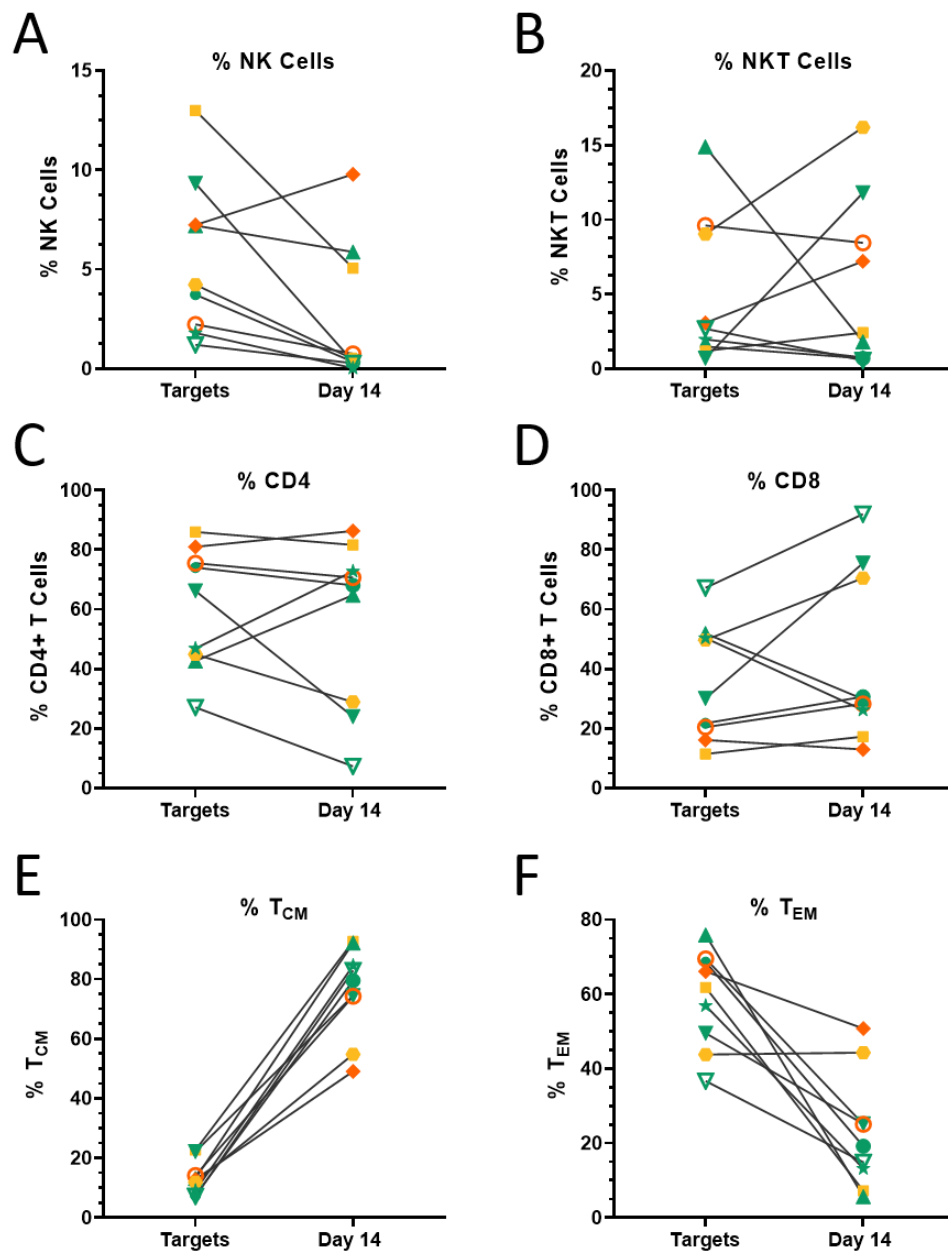 A
% NK Cells
% NK Cells
15
10
5
0
Targets
Day 14
B
% NKT Cells
% NKT Cells
20
15
10
5
0
Targets
Day 14
C
% CD4
% CD4+ T Cells
100
80
60
40
20
0
Targets
Day 14
D
% CD8
% CD8+ T Cells
100
80
60
40
20
0
Targets
Day 14
E
% TCM
% TCM
100
80
60
40
20
0
Targets
Day 14
F
% TEM
% TEM
80
60
40
20
0
Targets
Day 14